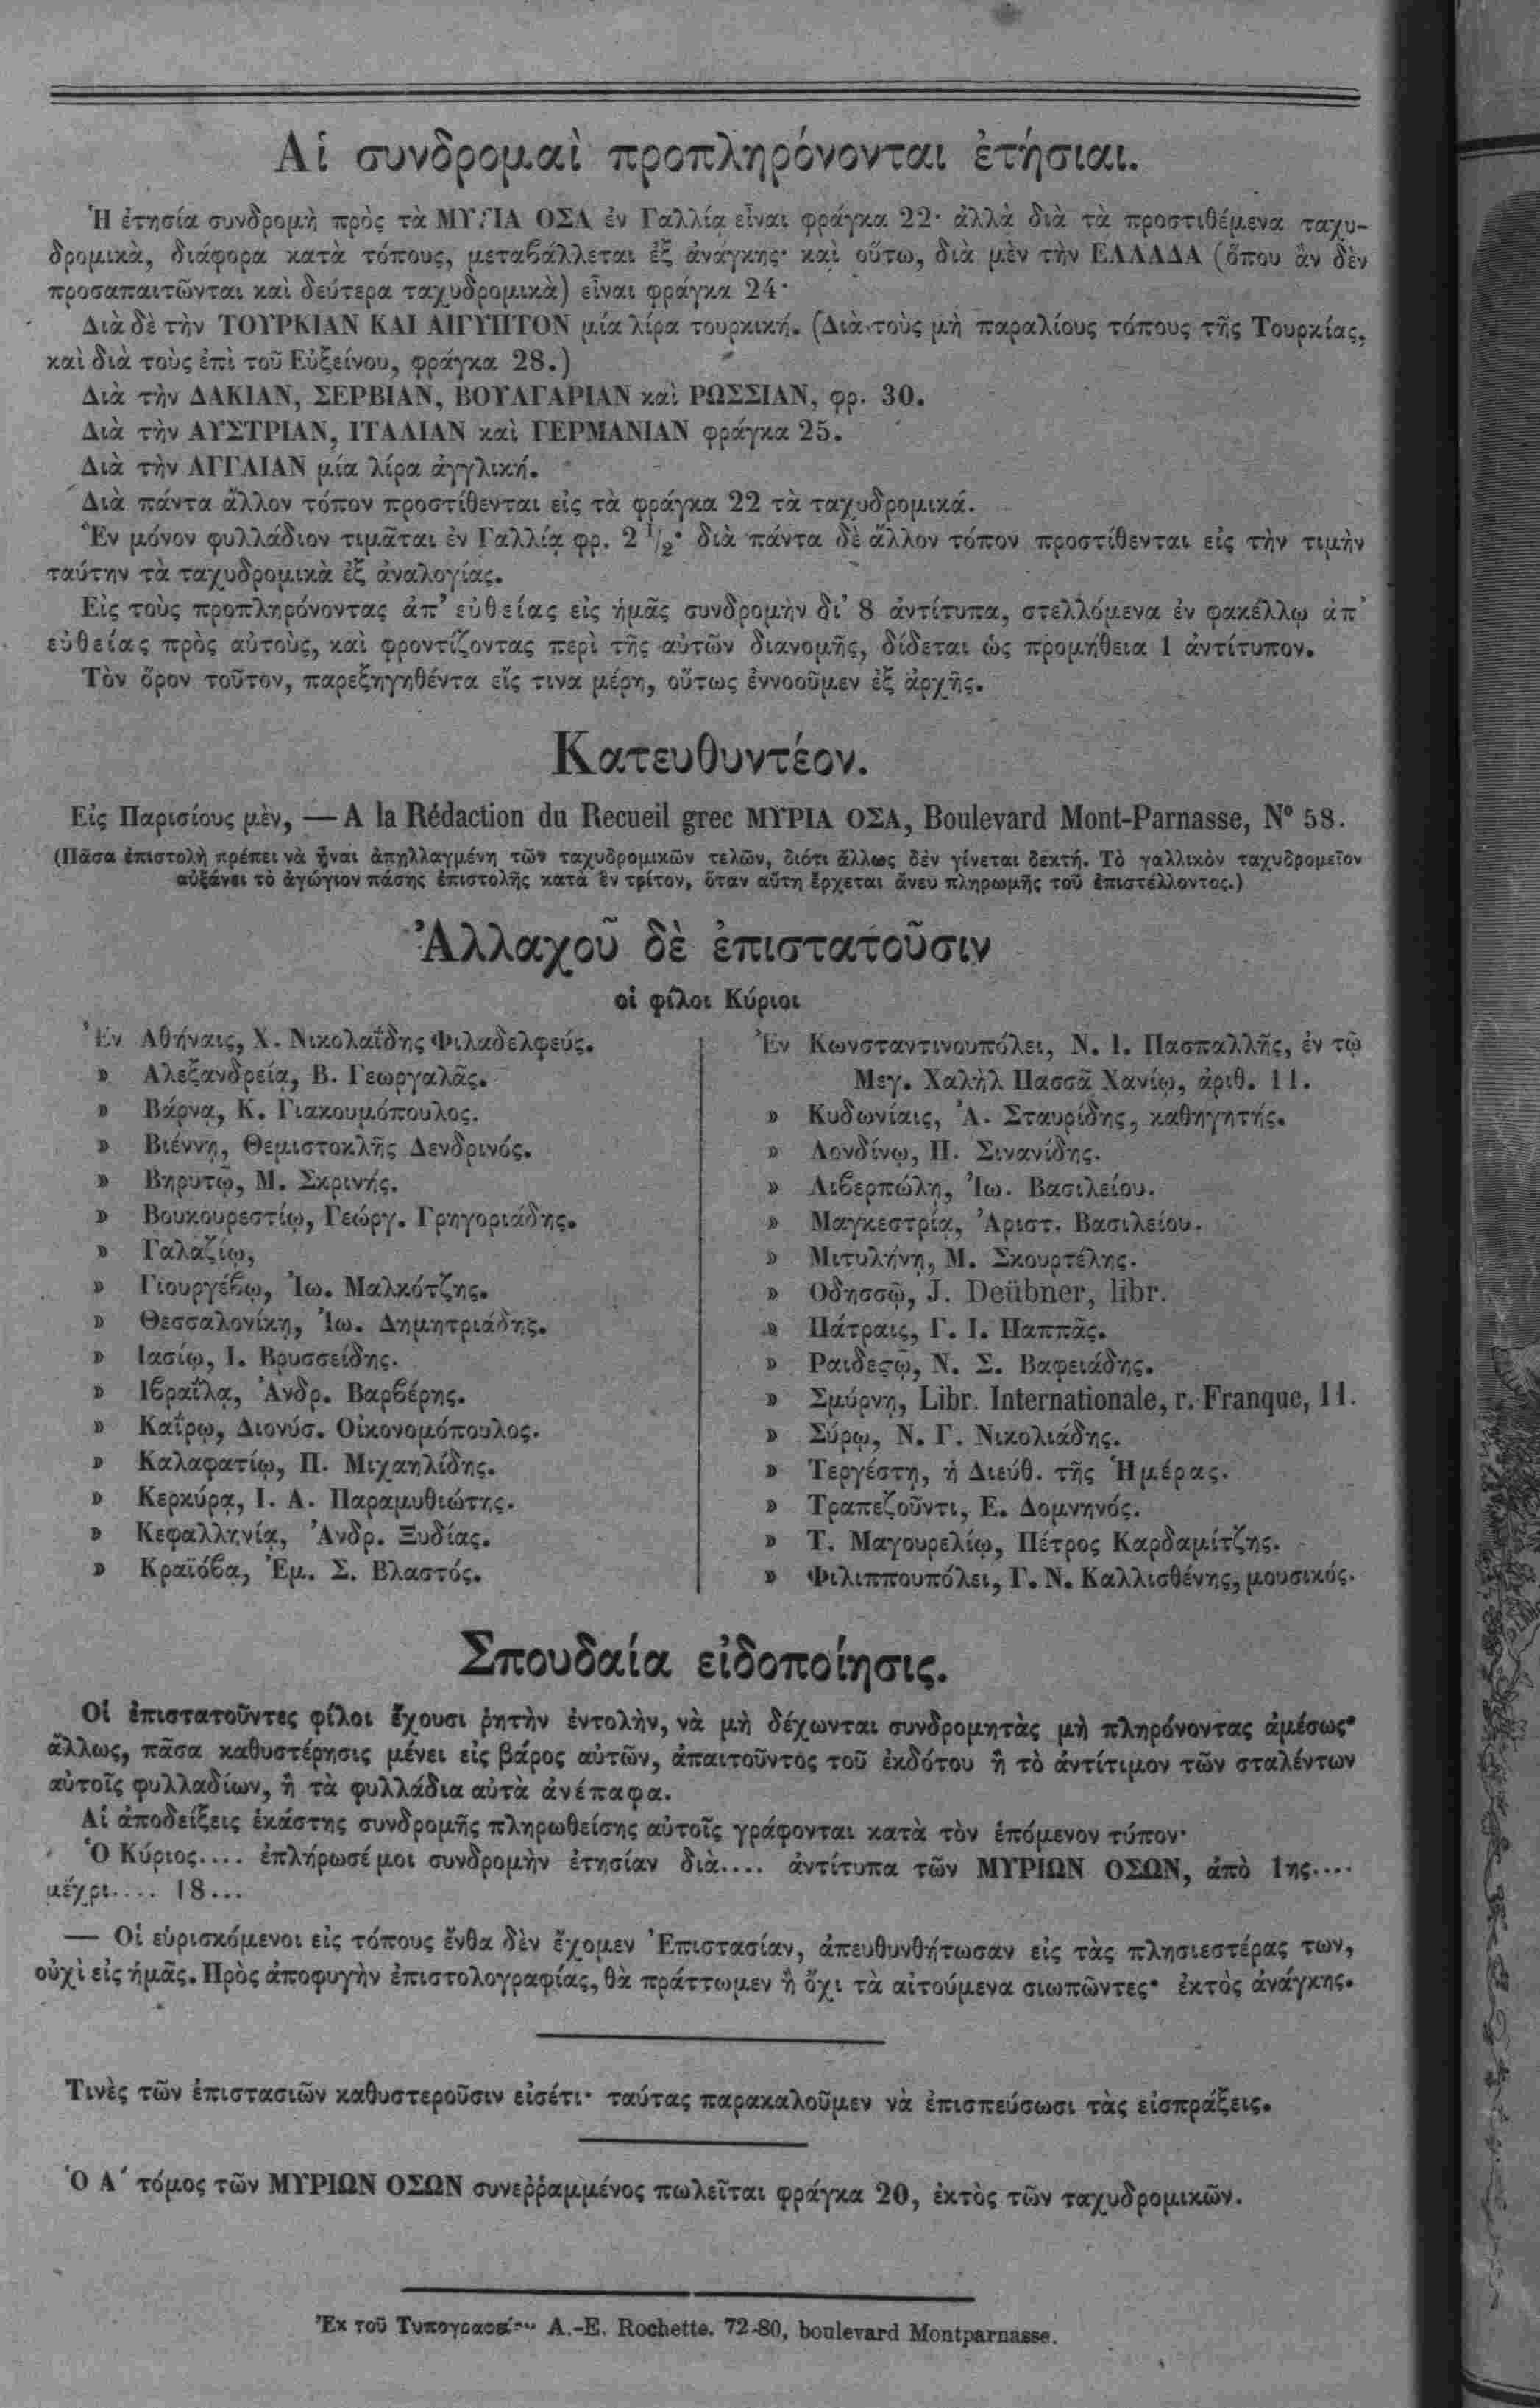 Αἱ συνδρομαὶ προπληρόνονται ἐτήσιαι.
Ἡ ἐτησία συνδρομὴ πρὸς τὰ ΜΥΡΙΑ ΟΣΑ ἐν Γαλλίᾳ εἶναι φράγκα 22· ἀλλὰ διὰ τὰ προστιθέμενα ταχυ-
δρομικὰ, διάφορα κατὰ τόπους, μεταβάλλεται ἐξ ἀνάγκης· καὶ οὕτω, διὰ μὲν τὴν ΕΛΛΑΔΑ (ὅπου ἂν δὲν
προσαπαιτῶνται καὶ δεύτερα ταχυδρομικὰ) εἶναι φράγκα 24·
Διὰ δὲ τὴν ΤΟΥΡΚΙΑΝ ΚΑΙ ΑΙΓΥΠΤΟΝ μία λίρα τουρκική. (Διὰ τοὺς μὴ παραλίους τόπους τῆς Τουρκίας,
καὶ διὰ τοὺς ἐπὶ τοῦ Εὐξείνου, φράγκα 28.)
Διὰ τὴν ΔΑΚΙΑΝ, ΣΕΡΒΙΑΝ, ΒΟΥΛΓΑΡΙΑΝ καὶ ΡΩΣΣΙΑΝ, φρ. 30.
Διὰ τὴν ΑΥΣΤΡΙΑΝ, ΙΤΑΛΙΑΝ καὶ ΓΕΡΜΑΝΙΑΝ φράγκα 25.
Διὰ τὴν ΑΓΓΛΙΑΝ μία λίρα ἀγγλική.
Διὰ πάντα ἄλλον τόπον προστίθενται εἰς τὰ φράγκα 22 τὰ ταχυδρομικά.
Ἓν μόνον φυλλάδιον τιμᾶται ἐν Γαλλίᾳ φρ. 2 1/2· διὰ πάντα δὲ ἄλλον τόπον προστίθενται εἰς τὴν τιμὴν
ταύτην τὰ ταχυδρομικὰ ἐξ ἀναλογίας.
Εἰς τοὺς προπληρόνοντας ἀπ' εὐθείας εἰς ἡμᾶς συνδρομὴν δι' 8 ἀντίτυπα, στελλόμενα ἐν φακέλλῳ ἀπ'
εὐθείας πρὸς αὐτοὺς, καὶ φροντίζοντας περὶ τῆς αὐτῶν διανομῆς, δίδεται ὡς προμήθεια 1 ἀντίτυπον.
Τὸν ὅρον τοῦτον, παρεξηγηθέντα εἴς τινα μέρη, οὕτως ἐννοοῦμεν ἐξ ἀρχῆς.
Κατευθυντέον.
Εἰς Παρισίους μὲν, — A la Rédaction du Recueil grec ΜΥΡΙΑ ΟΣΑ, Boulevard Mont-Parnasse, N° 58.
(Πᾶσα ἐπιστολὴ πρέπει νὰ ᾖναι ἀπηλλαγμένη τῶν ταχυδρομικῶν τελῶν, διότι ἄλλως δὲν γίνεται δεκτή. Τὸ γαλλικὸν ταχυδρομεῖον
αὐξάνει τὸ ἀγώγιον πάσης ἐπιστολῆς κατὰ ἓν τρίτον, ὅταν αὕτη ἔρχεται ἄνευ πληρωμῆς τοῦ ἐπιστέλλοντος.)
Ἀλλαχοῦ δὲ ἐπιστατοῦσιν
οἱ φίλοι Κύριοι
Ἐν Ἀθήναις, Χ. Νικολαΐδης Φιλαδελφεύς.
» Ἀλεξανδρείᾳ, Β. Γεωργαλᾶς.
» Βάρνᾳ, Κ. Γιακουμόπουλος.
» Βιέννῃ, Θεμιστοκλῆς Δενδρινός.
» Βηρυτῷ, Μ. Σκρινής.
» Βουκουρεστίῳ, Γεώργ. Γρηγοριάδης.
» Γαλαζίῳ,
» Γιουργέβῳ, Ἰω. Μαλκότζης.
» Θεσσαλονίκῃ, Ἰω. Δημητριάδης.
» Ιασίῳ, Ι. Βρυσσείδης.
» Ιβραΐλᾳ, Ἀνδρ. Βαρβέρης.
» Καΐρῳ, Διονύσ. Οἰκονομόπουλος.
» Καλαφατίῳ, Π. Μιχαηλίδης.
» Κερκύρᾳ, Ι. Α. Παραμυθιώτης.
» Κεφαλληνίᾳ, Ἀνδρ. Ξυδίας.
» Κραϊόβᾳ, Ἐμ. Σ. Βλαστός.
Ἐν Κωνσταντινουπόλει, Ν. Ι. Πασπαλλῆς, ἐν τῷ
Μεγ. Χαλὴλ Πασσᾶ Χανίῳ, ἀριθ. 11.
» Κυδωνίαις, Ἀ. Σταυρίδης, καθηγητής.
» Λονδίνῳ, Π. Σινανίδης.
» Λιβερπώλῃ, Ἰω. Βασιλείου.
» Μαγκεστρίᾳ, Ἀριστ. Βασιλείου.
» Μιτυλήνῃ, Μ. Σκουρτέλης.
» Οδησσῷ, J. Deübner, libr.
» Πάτραις, Γ. Ι. Παππᾶς.
» Ραιδεςῷ, Ν. Σ. Βαφειάδης.
» Σμύρνῃ, Libr. Internationale, r. Franque, 11.
» Σύρῳ, Ν. Γ. Νικολιάδης.
» Τεργέστῃ, ἡ Διεύθ. τῆς Ἡμέρας.
» Τραπεζοῦντι, Ε. Δομνηνός.
» Τ. Μαγουρελίῳ, Πέτρος Καρδαμίτζης.
» Φιλιππουπόλει, Γ. Ν. Καλλισθένης, μουσικός.
Σπουδαία εἰδοποίησις.
Οἱ ἐπιστατοῦντες φίλοι ἔχουσι ῥητὴν ἐντολὴν, νὰ μὴ δέχωνται συνδρομητὰς μὴ πληρόνοντας ἀμέσως·
ἄλλως, πᾶσα καθυστέρησις μένει εἰς βάρος αὐτῶν, ἀπαιτοῦντος τοῦ ἐκδότου ἢ τὸ ἀντίτιμον τῶν σταλέντων
αὐτοῖς φυλλαδίων, ἢ τὰ φυλλάδια αὐτὰ ἀνέπαφα.
Αἱ ἀποδείξεις ἑκάστης συνδρομῆς πληρωθείσης αὐτοῖς γράφονται κατὰ τὸν ἑπόμενον τύπον·
Ὁ Κύριος.... ἐπλήρωσέ μοι συνδρομὴν ἐτησίαν διὰ.... ἀντίτυπα τῶν ΜΥΡΙΩΝ ΟΣΩΝ, ἀπὸ 1ης....
μέχρι.... 18...
— Οἱ εὑρισκόμενοι εἰς τόπους ἔνθα δὲν ἔχομεν Ἐπιστασίαν, ἀπευθυνθήτωσαν εἰς τὰς πλησιεστέρας των,
οὐχὶ εἰς ἡμᾶς. Πρὸς ἀποφυγὴν ἐπιστολογραφίας, θὰ πράττωμεν ἢ ὄχι τὰ αἰτούμενα σιωπῶντες· ἐκτὸς ἀνάγκης.
Τινὲς τῶν ἐπιστασιῶν καθυστεροῦσιν εἰσέτι· ταύτας παρακαλοῦμεν νὰ ἐπισπεύσωσι τὰς εἰσπράξεις.
Ὁ Α΄ τόμος τῶν ΜΥΡΙΩΝ ΟΣΩΝ συνερῥαμμένος πωλεῖται φράγκα 20, ἐκτὸς τῶν ταχυδρομικῶν.
Ἐκ τοῦ Τυπογραφείου A.-E. Rochette. 72-80, boulevard Montparnasse.